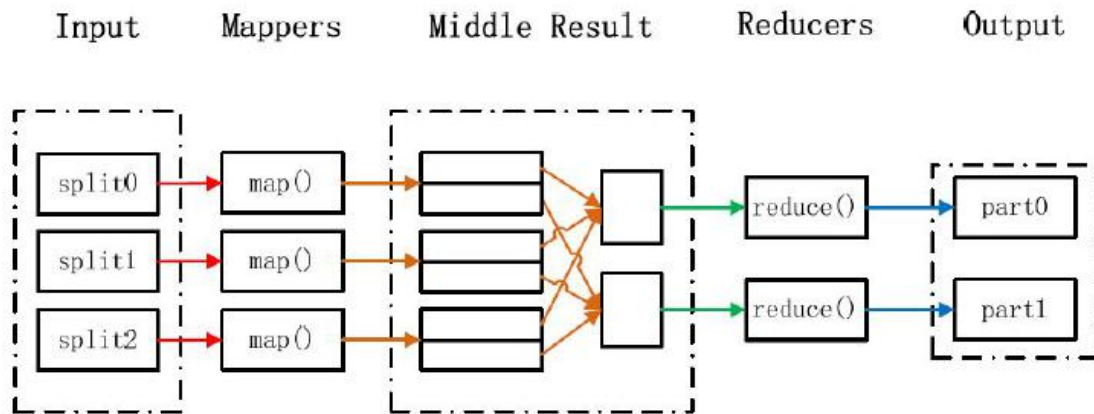 Input Mappers Middle Result Reducers Output
split0 map()
reduce() part0
split1 map()
reduce() part1
split2 map()